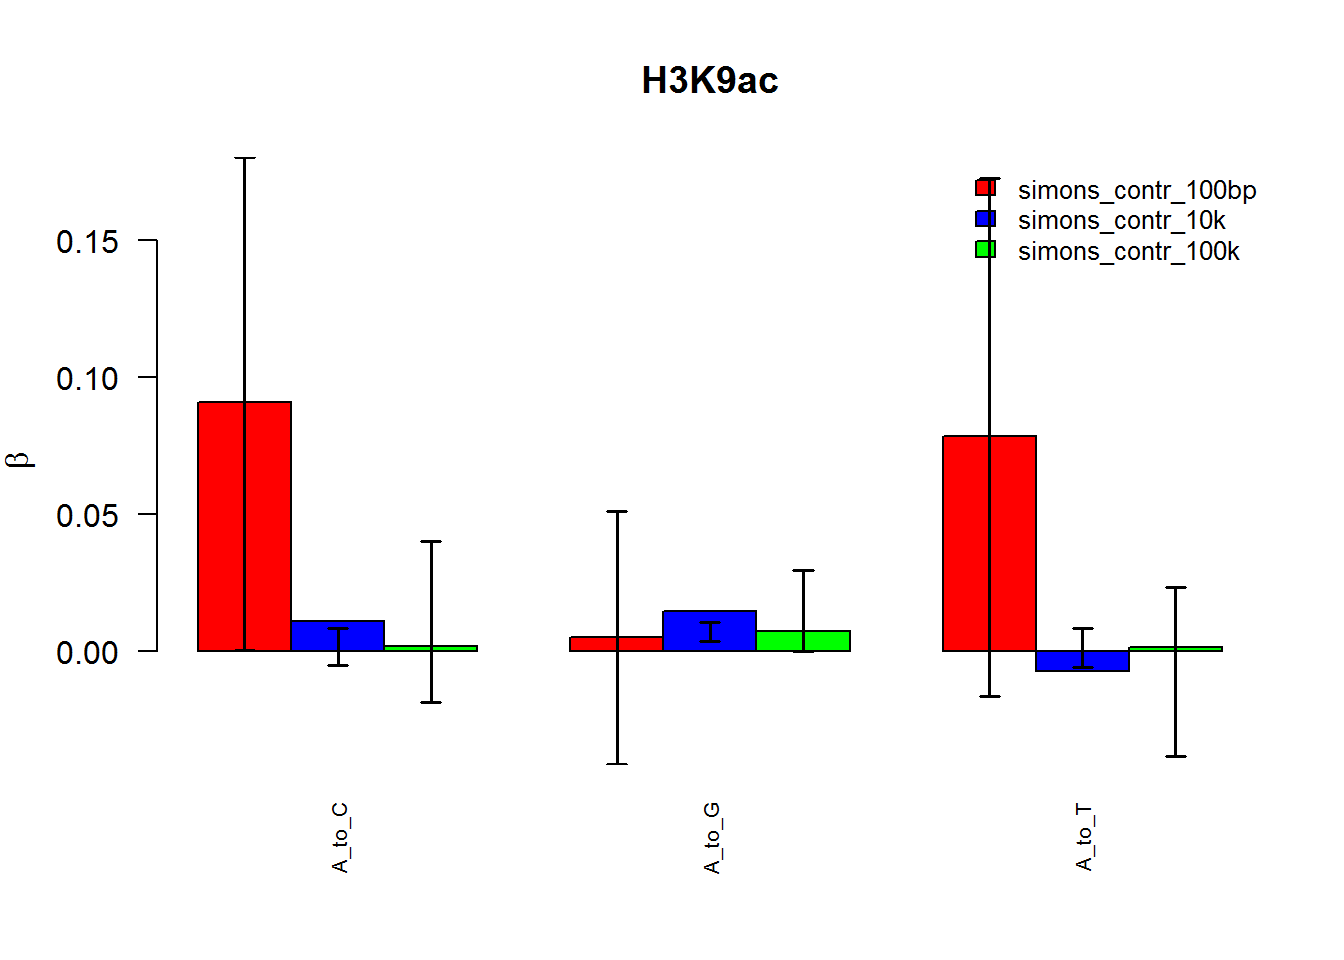 H3K9ac
simons_contr_100bp
simons_contr_10k
simons_contr_100k
0.15
0.10
0.05
0.00
β
A_to_C
A_to_G
A_to_T